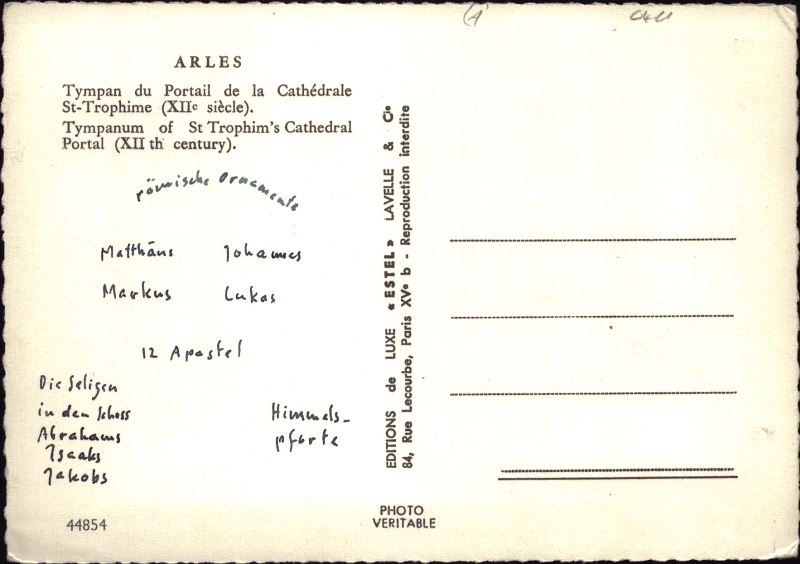 ARLES
Tympan du Portail de la Cathédrale
St-Trophime (XIIe siècle).
Tympanum of St Trophim's Cathedral
Portal (XII th century).
römische Ornamente
Matthäus Johannes
Markus Lukas
12 Apostel
Die Seligen
in den Schoss
Abrahams
Isaaks
Jakobs
Himmels-
pforte
44854
EDITIONS de LUXE « ESTEL » LAVELLE & Cie
84, Rue Lecourbe, Paris XVe b - Reproduction interdite
PHOTO
VERITABLE